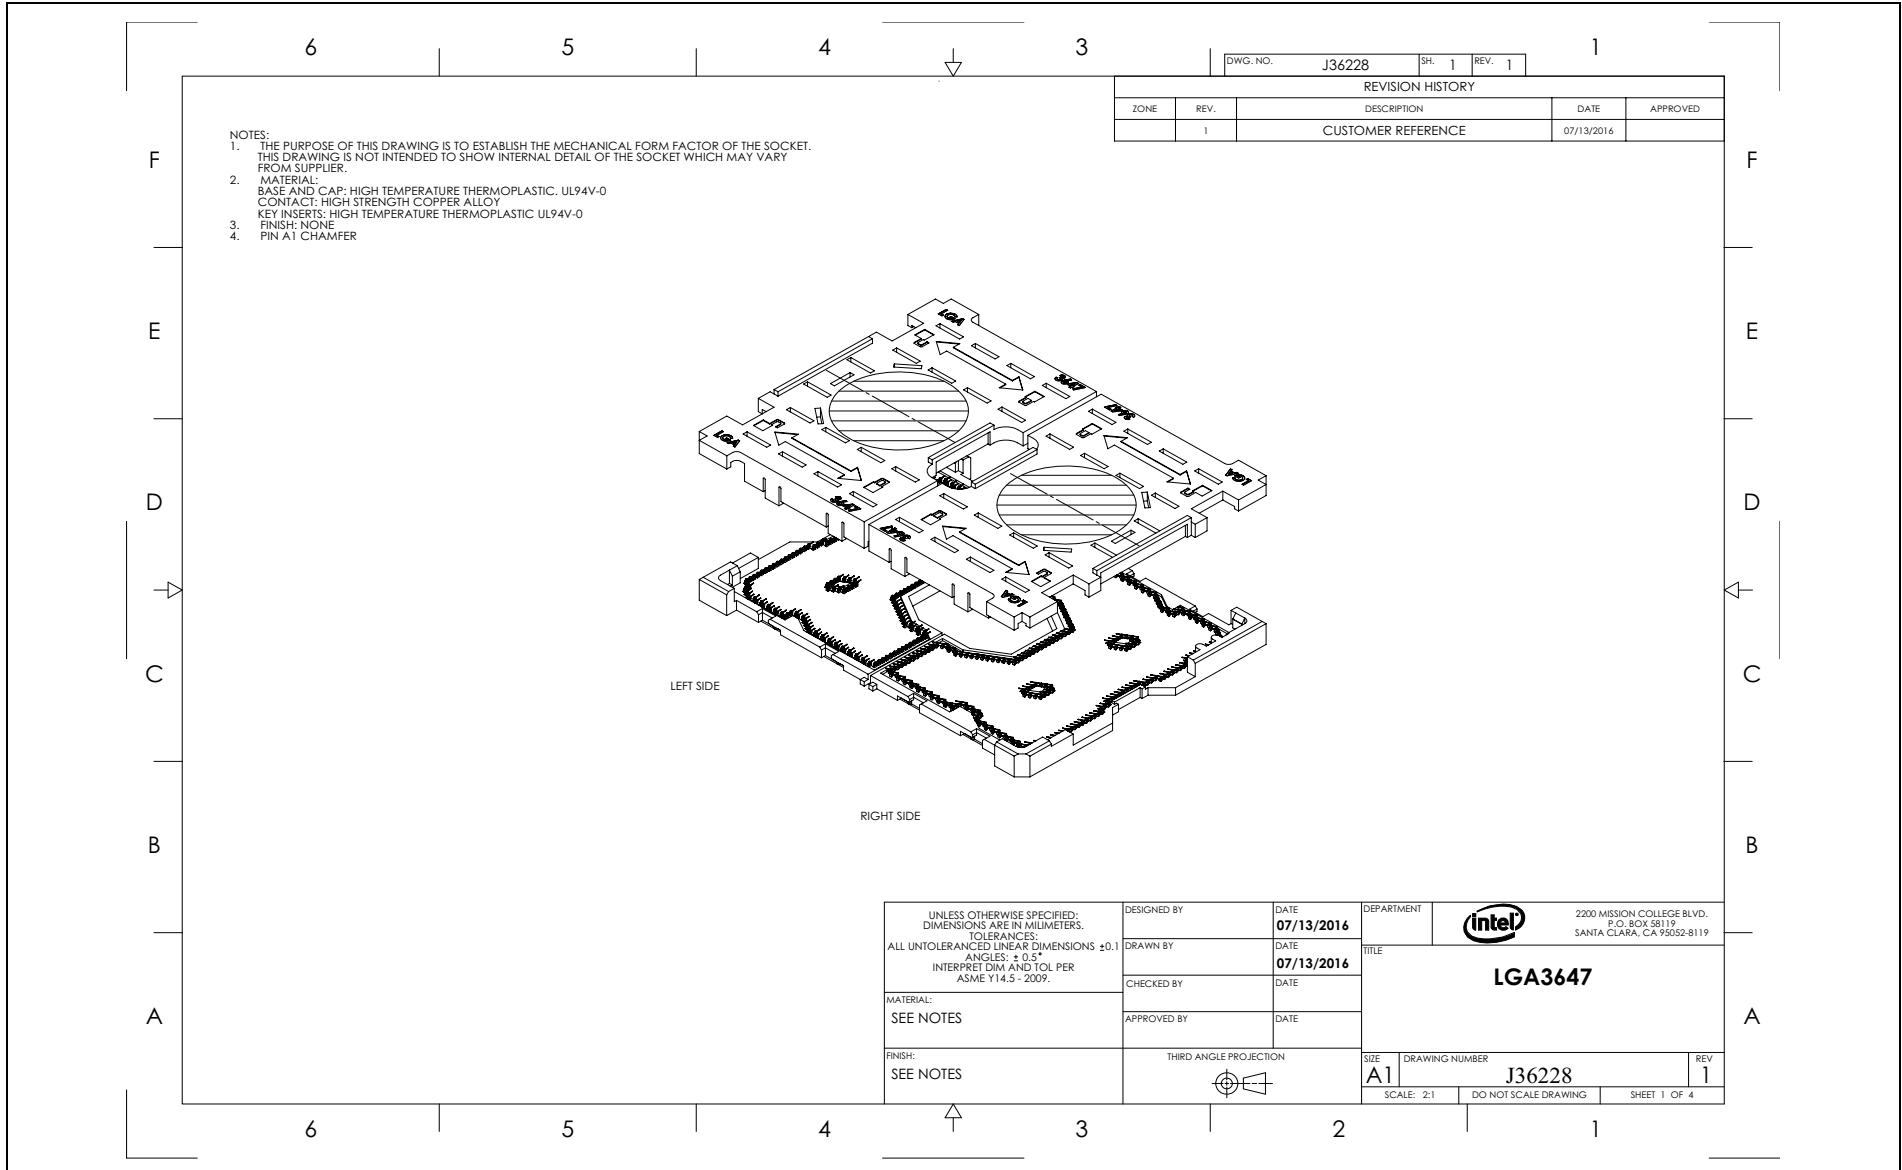 6 5 4 3 1
DWG. NO. J36228 SH. 1 REV. 1
REVISION HISTORY
ZONE REV. DESCRIPTION DATE APPROVED
1 CUSTOMER REFERENCE 07/13/2016
NOTES:
1. THE PURPOSE OF THIS DRAWING IS TO ESTABLISH THE MECHANICAL FORM FACTOR OF THE SOCKET.
THIS DRAWING IS NOT INTENDED TO SHOW INTERNAL DETAIL OF THE SOCKET WHICH MAY VARY
FROM SUPPLIER.
2. MATERIAL:
BASE AND CAP: HIGH TEMPERATURE THERMOPLASTIC. UL94V-0
CONTACT: HIGH STRENGTH COPPER ALLOY
KEY INSERTS: HIGH TEMPERATURE THERMOPLASTIC UL94V-0
3. FINISH: NONE
4. PIN A1 CHAMFER
F F
E E
D D
C C
B B
A A
LGA
3647
3647
LGA
LGA
3647
3647
LGA
LEFT SIDE
RIGHT SIDE
UNLESS OTHERWISE SPECIFIED:
DIMENSIONS ARE IN MILIMETERS.
TOLERANCES:
ALL UNTOLERANCED LINEAR DIMENSIONS ±0.1
ANGLES: ± 0.5°
INTERPRET DIM AND TOL PER
ASME Y14.5 - 2009.
MATERIAL:
SEE NOTES
FINISH:
SEE NOTES
DESIGNED BY DATE
07/13/2016
DRAWN BY DATE
07/13/2016
CHECKED BY DATE
APPROVED BY DATE
THIRD ANGLE PROJECTION
DEPARTMENT
intel
2200 MISSION COLLEGE BLVD.
P.O. BOX 58119
SANTA CLARA, CA 95052-8119
TITLE
LGA3647
SIZE DRAWING NUMBER REV
A1 J36228 1
SCALE: 2:1 DO NOT SCALE DRAWING SHEET 1 OF 4
6 5 4 3 2 1